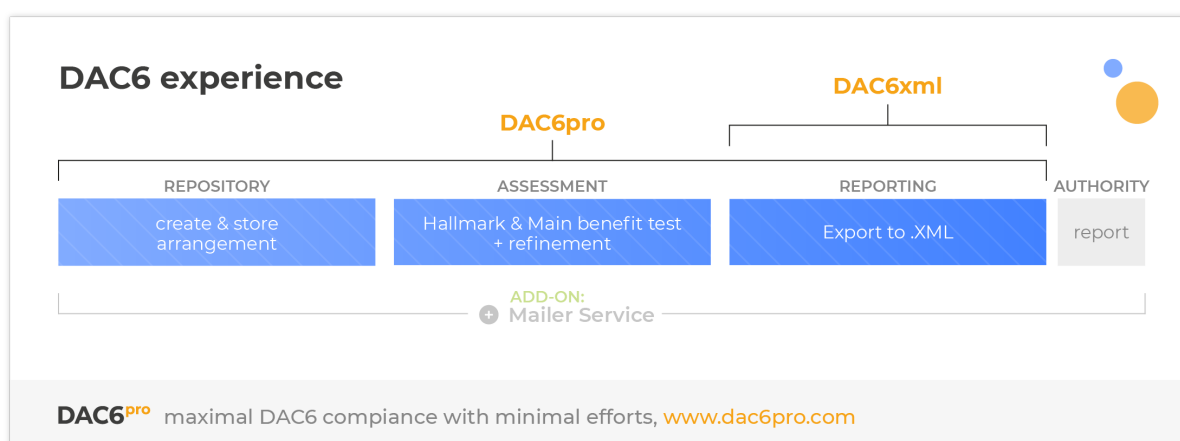 DAC6 experience
DAC6xml
DAC6pro
REPOSITORY
ASSESSMENT
REPORTING
AUTHORITY
create & store
arrangement
Hallmark & Main benefit test
+ refinement
Export to .XML
report
ADD-ON:
+ Mailer Service
DAC6pro maximal DAC6 compiance with minimal efforts, www.dac6pro.com